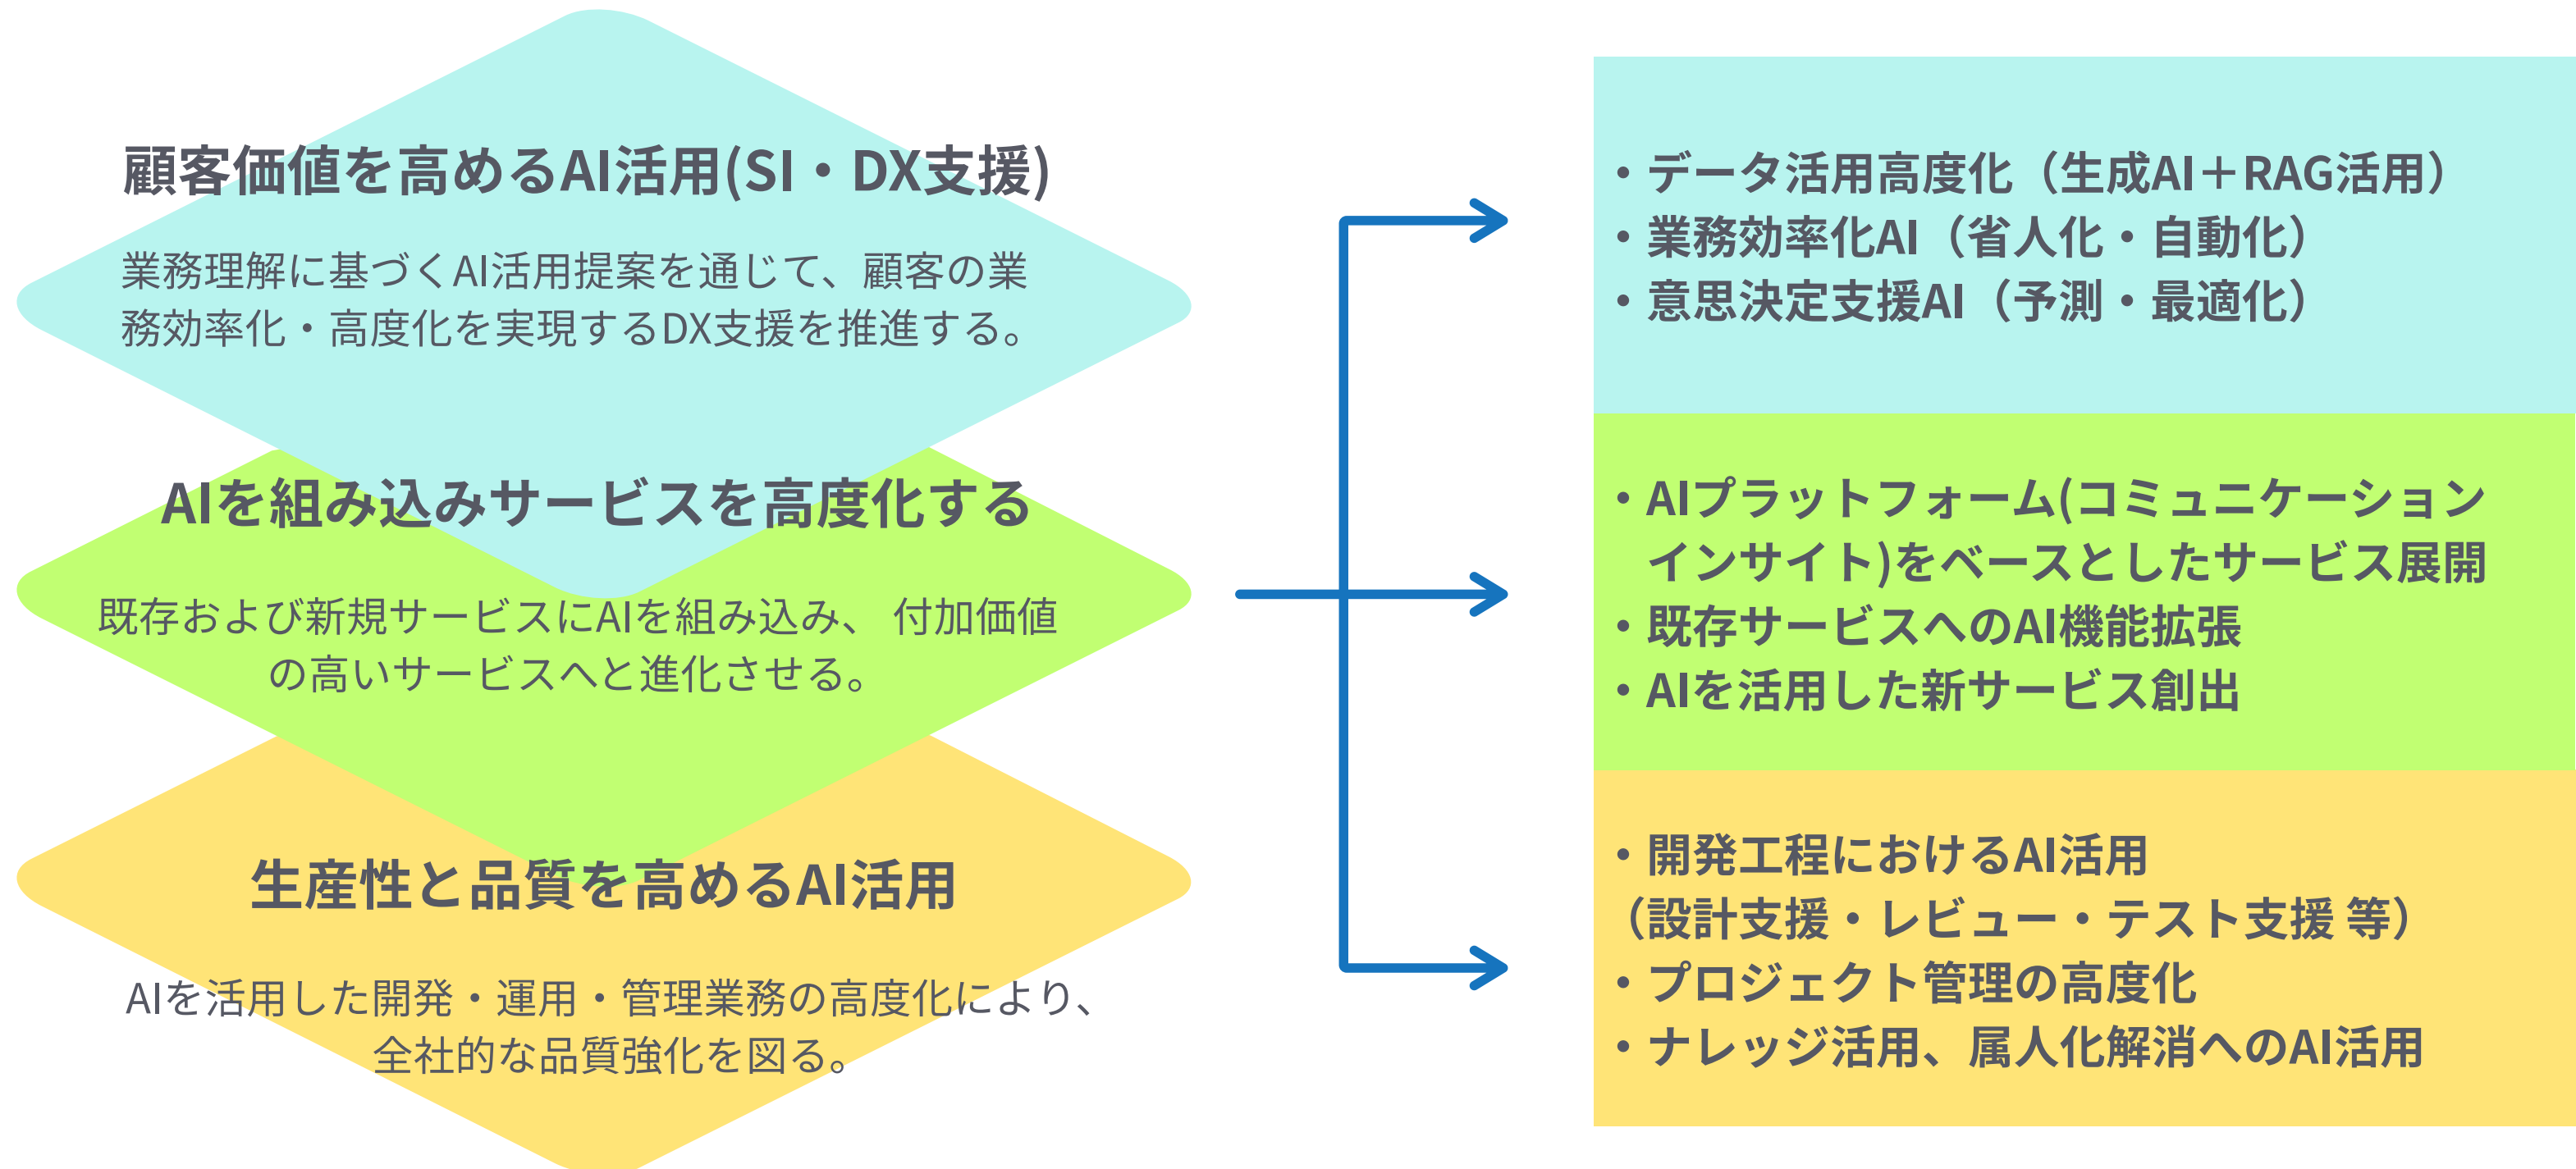 顧客価値を高めるAI活用(SI・DX支援)
業務理解に基づくAI活用提案を通じて、顧客の業
務効率化・高度化を実現するDX支援を推進する。
AIを組み込みサービスを高度化する
既存および新規サービスにAIを組み込み、 付加価値
の高いサービスへと進化させる。
生産性と品質を高めるAI活用
AIを活用した開発・運用・管理業務の高度化により、
全社的な品質強化を図る。
・データ活用高度化（生成AI＋RAG活用）
・業務効率化AI（省人化・自動化）
・意思決定支援AI（予測・最適化）
・AIプラットフォーム(コミュニケーション
インサイト)をベースとしたサービス展開
・既存サービスへのAI機能拡張
・AIを活用した新サービス創出
・開発工程におけるAI活用
（設計支援・レビュー・テスト支援 等）
・プロジェクト管理の高度化
・ナレッジ活用、属人化解消へのAI活用